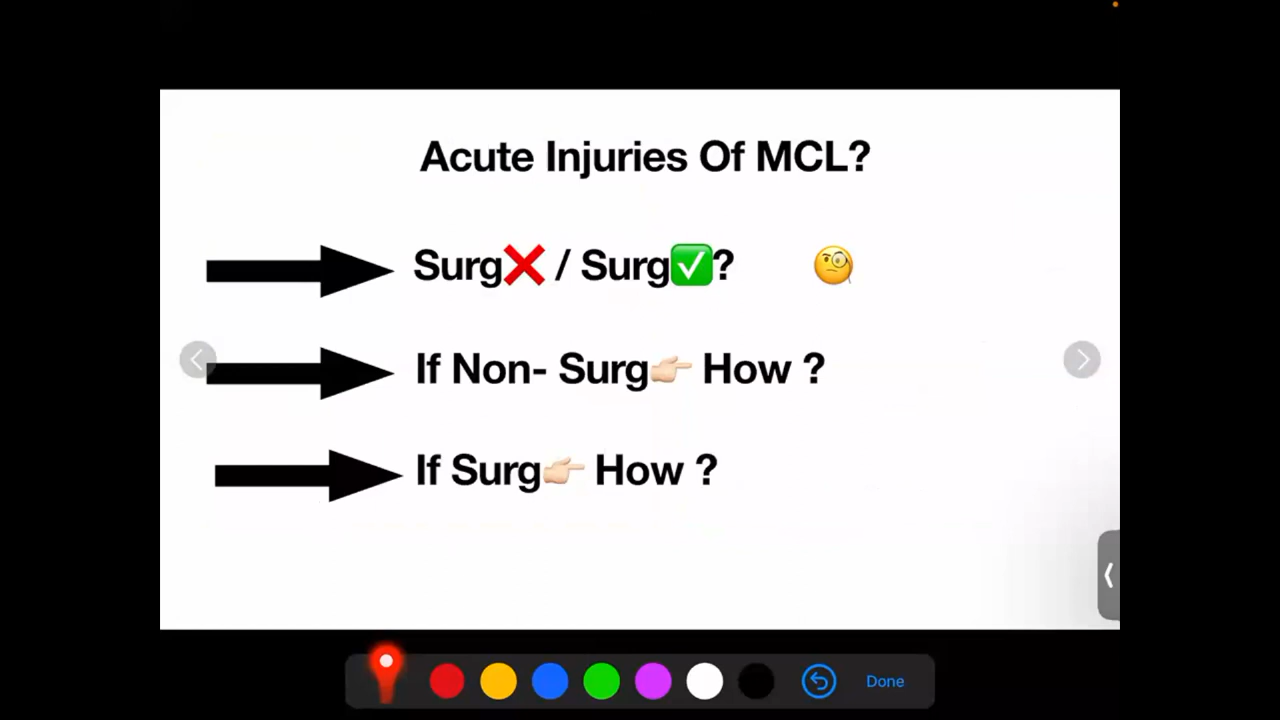 Acute Injuries Of MCL?
Surg❌ / Surg✅? 🧐
If Non- Surg👉🏻 How ?
If Surg👉🏻 How ?
Done